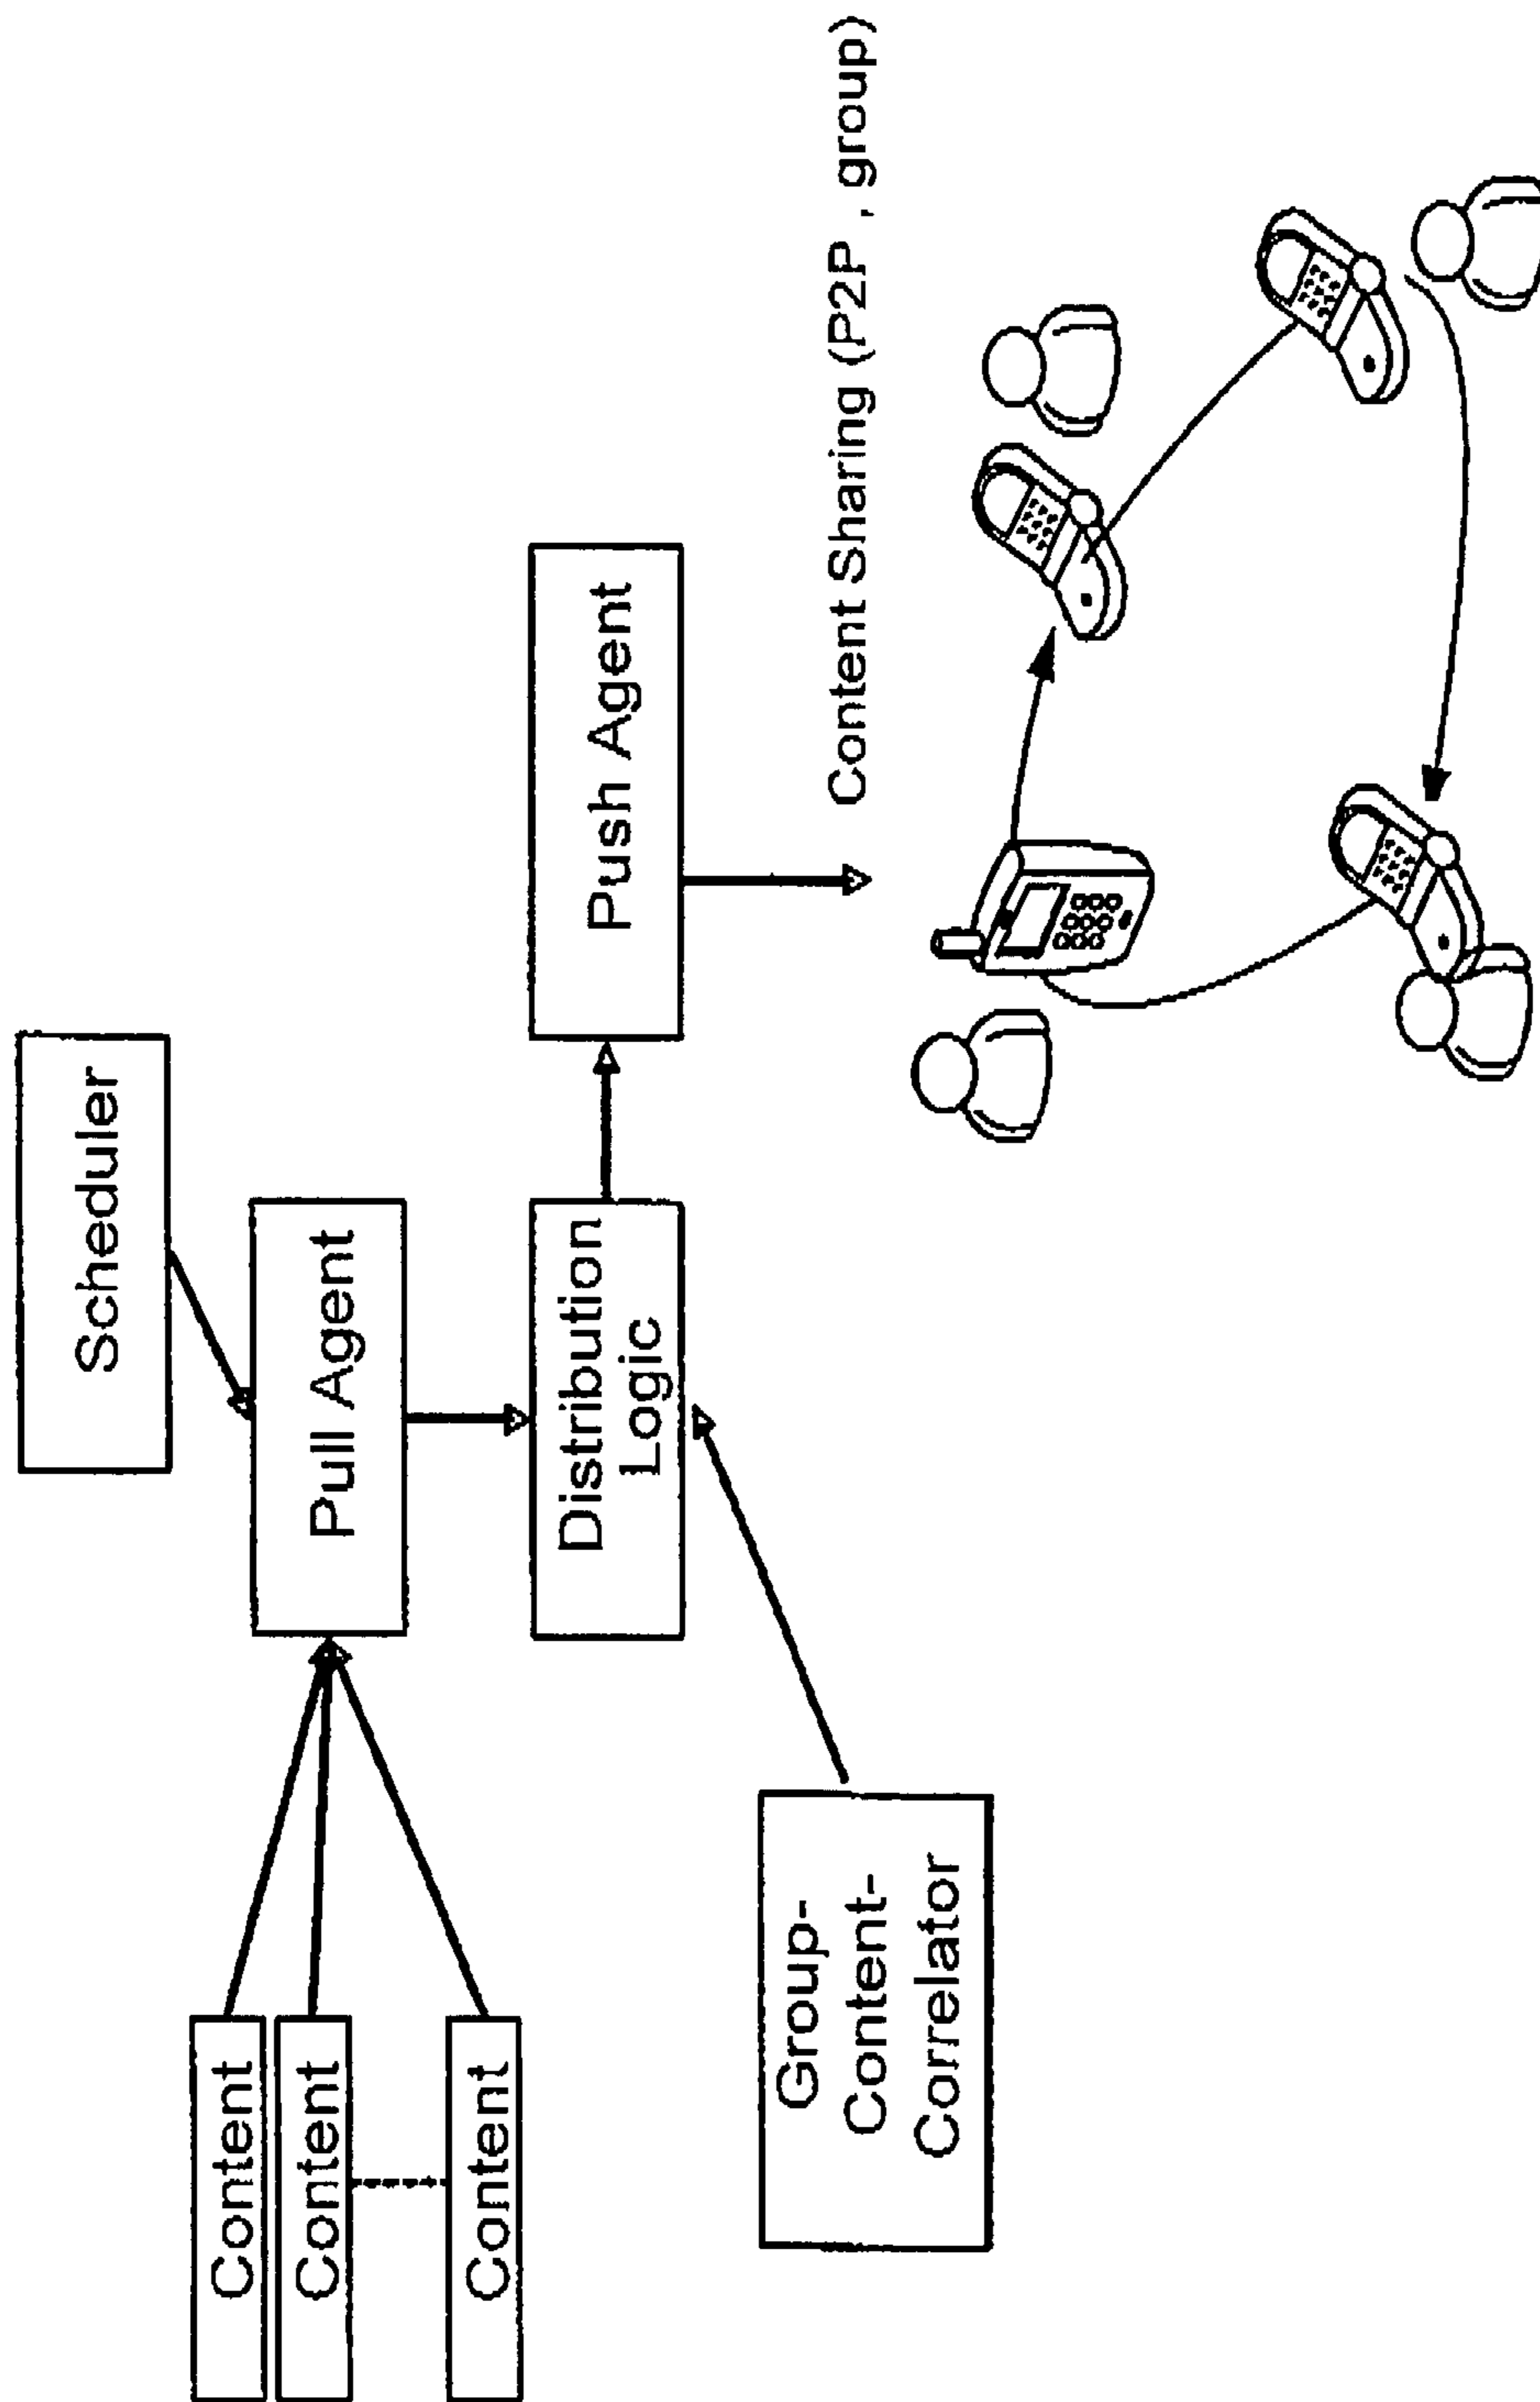 Scheduler
Content
Content
Content
Pull Agent
Distribution
Logic
Push Agent
Group-
Content-
Correlator
Content Sharing (P2P , group)